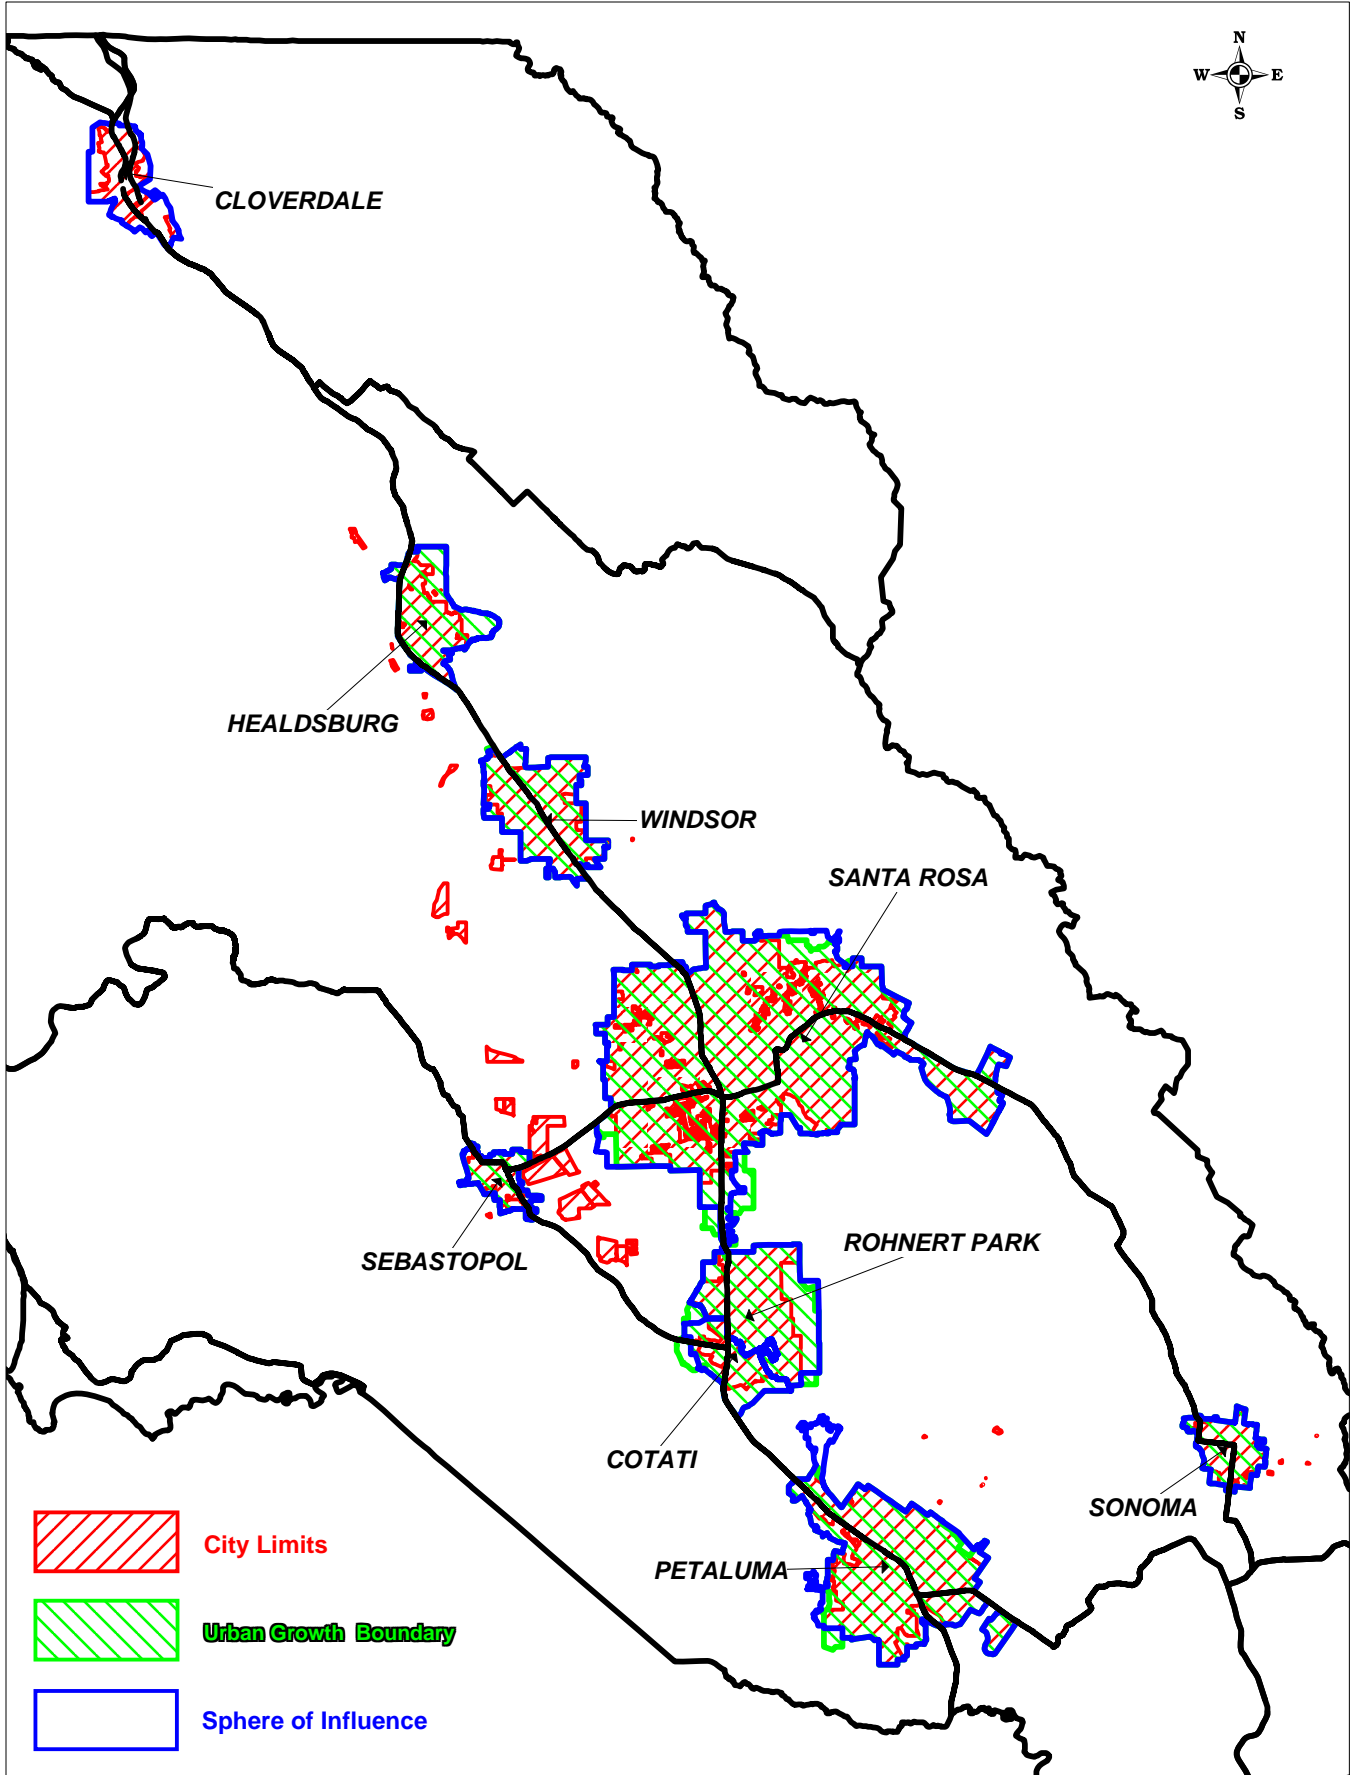 N
W E
S
CLOVERDALE
HEALDSBURG
WINDSOR
SANTA ROSA
ROHNERT PARK
SEBASTOPOL
COTATI
SONOMA
PETALUMA
City Limits
Urban Growth Boundary
Sphere of Influence